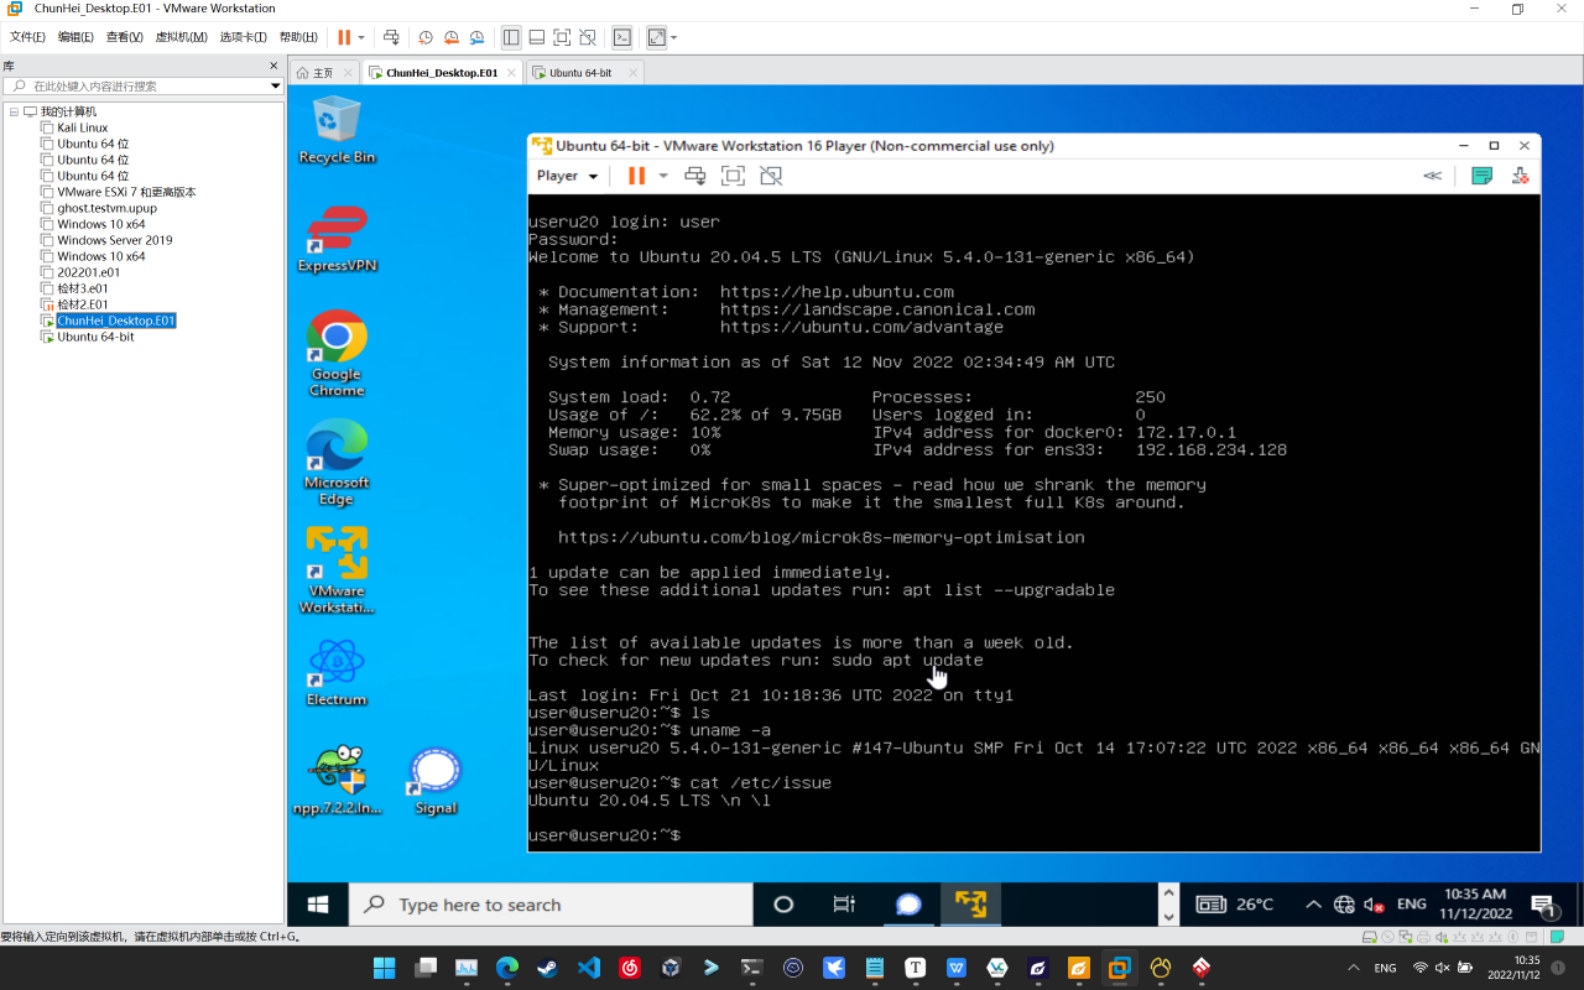 ChunHei_Desktop.E01 - VMware Workstation
文件(F) 编辑(E) 查看(V) 虚拟机(M) 选项卡(T) 帮助(H)
库
在此处键入内容进行搜索
我的计算机
Kali Linux
Ubuntu 64 位
Ubuntu 64 位
Ubuntu 64 位
VMware ESXi 7 和更高版本
ghost.testvm.upup
Windows 10 x64
Windows Server 2019
Windows 10 x64
202201.e01
检材3.e01
检材2.E01
ChunHei_Desktop.E01
Ubuntu 64-bit
主页
ChunHei_Desktop.E01
Ubuntu 64-bit
Recycle Bin
ExpressVPN
Google
Chrome
Microsoft
Edge
VMware
Workstati...
Electrum
npp.7.2.2.In...
Signal
Ubuntu 64-bit - VMware Workstation 16 Player (Non-commercial use only)
Player
useru20 login: user
Password:
Welcome to Ubuntu 20.04.5 LTS (GNU/Linux 5.4.0-131-generic x86_64)
* Documentation: https://help.ubuntu.com
* Management: https://landscape.canonical.com
* Support: https://ubuntu.com/advantage
System information as of Sat 12 Nov 2022 02:34:49 AM UTC
System load: 0.72 Processes: 250
Usage of /: 62.2% of 9.75GB Users logged in: 0
Memory usage: 10% IPv4 address for docker0: 172.17.0.1
Swap usage: 0% IPv4 address for ens33: 192.168.234.128
* Super-optimized for small spaces - read how we shrank the memory
footprint of MicroK8s to make it the smallest full K8s around.
https://ubuntu.com/blog/microk8s-memory-optimisation
1 update can be applied immediately.
To see these additional updates run: apt list --upgradable
The list of available updates is more than a week old.
To check for new updates run: sudo apt update
Last login: Fri Oct 21 10:18:36 UTC 2022 on tty1
user@useru20:~$ ls
user@useru20:~$ uname -a
Linux useru20 5.4.0-131-generic #147-Ubuntu SMP Fri Oct 14 17:07:22 UTC 2022 x86_64 x86_64 x86_64 GN
U/Linux
user@useru20:~$ cat /etc/issue
Ubuntu 20.04.5 LTS \n \l
user@useru20:~$
Type here to search
26°C
ENG
10:35 AM
11/12/2022
1
要将输入定向到该虚拟机，请在虚拟机内部单击或按 Ctrl+G。
ENG
10:35
2022/11/12
1